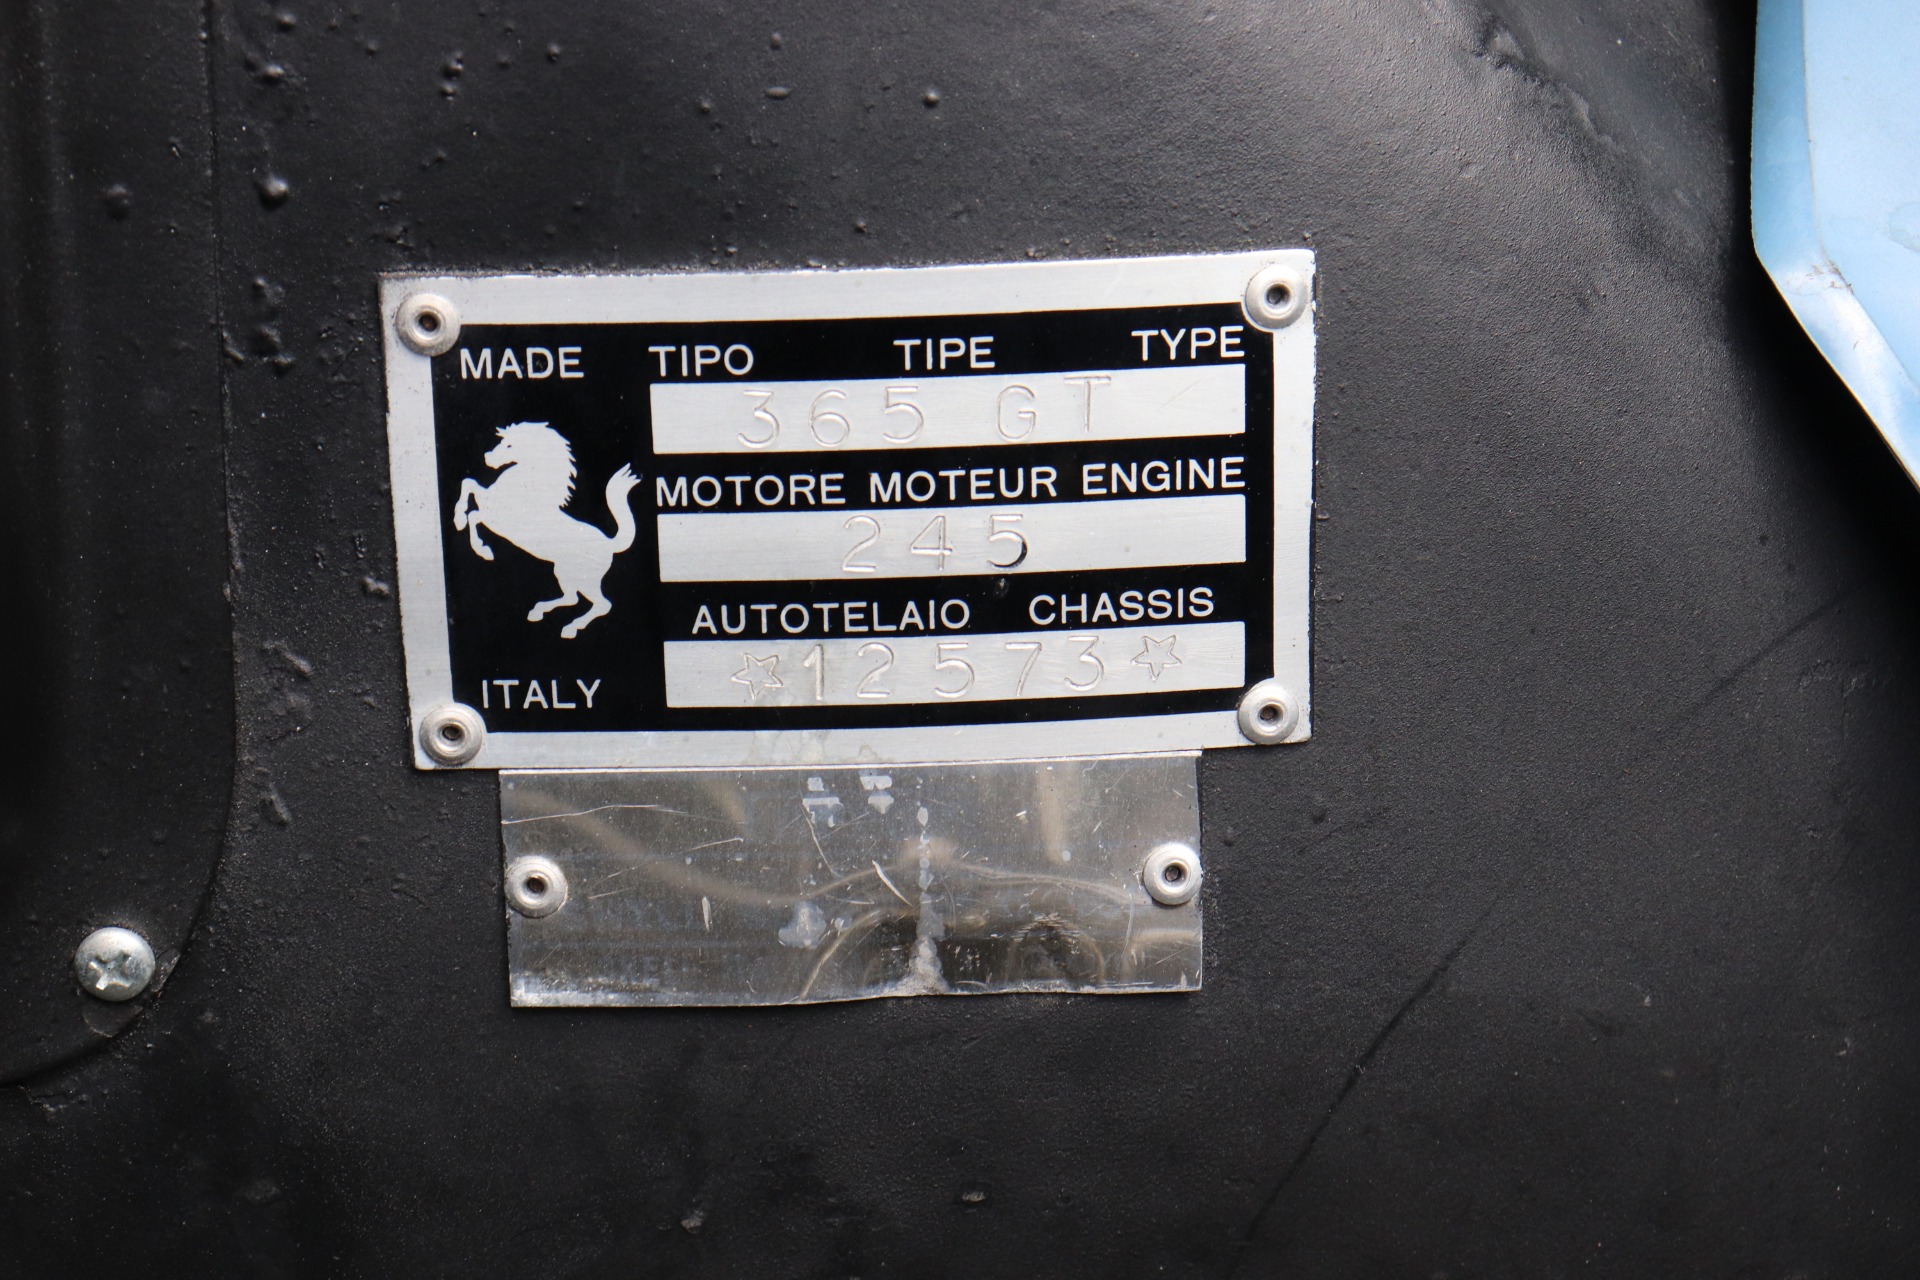 MADE TIPO TIPE TYPE
365 GT
MOTORE MOTEUR ENGINE
245
AUTOTELAIO CHASSIS
☆12573☆
ITALY